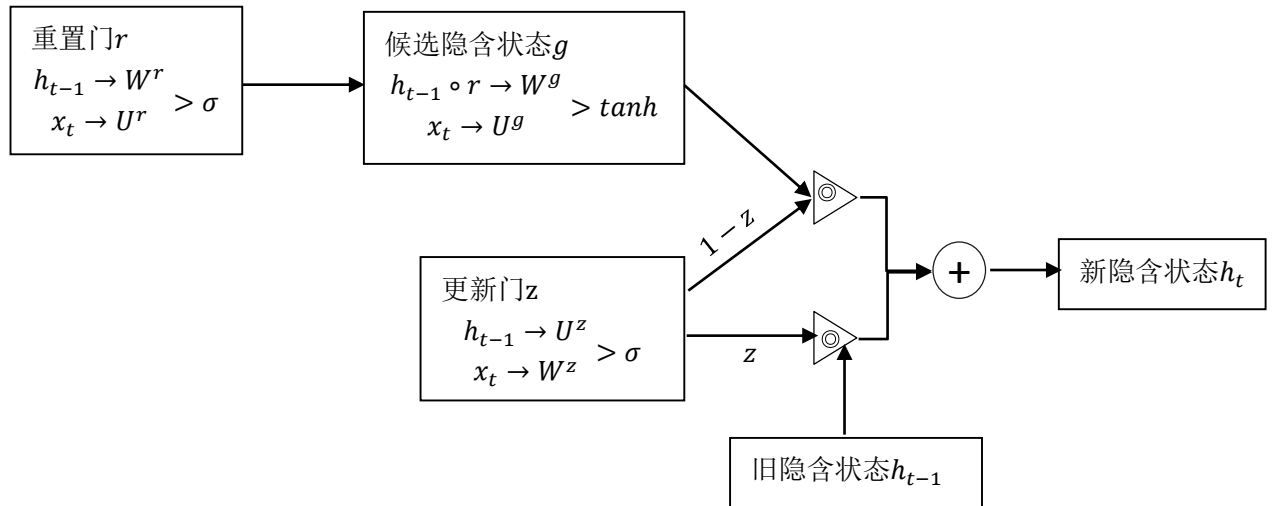 重置门r
h_{t-1} → W^r
x_t → U^r
> σ
候选隐含状态g
h_{t-1} ∘ r → W^g
x_t → U^g
> tanh
1 − z
更新门z
h_{t-1} → U^z
x_t → W^z
> σ
z
+
新隐含状态h_t
旧隐含状态h_{t-1}